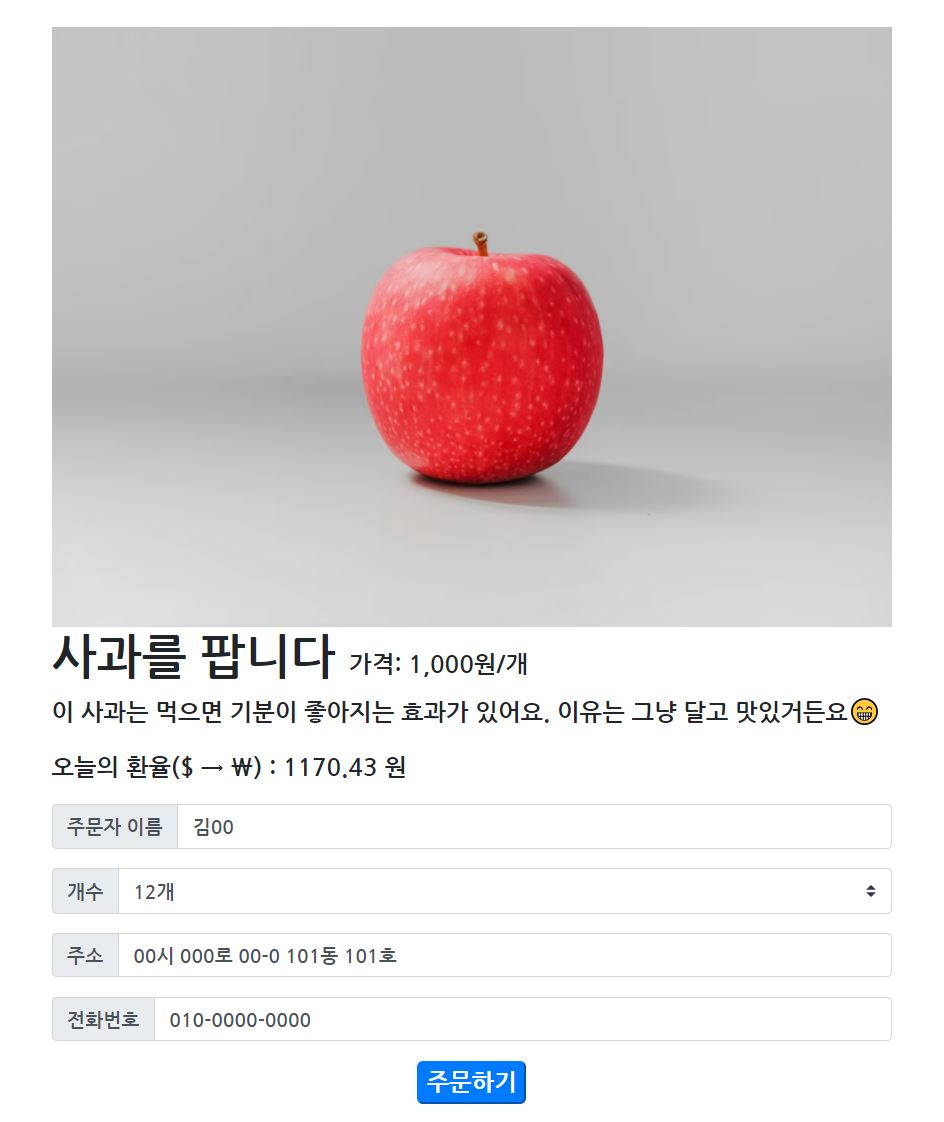 사과를 팝니다 가격: 1,000원/개
이 사과는 먹으면 기분이 좋아지는 효과가 있어요. 이유는 그냥 달고 맛있거든요😁
오늘의 환율($ → ₩) : 1170.43 원
주문자 이름 김00
개수 12개
주소 00시 000로 00-0 101동 101호
전화번호 010-0000-0000
주문하기